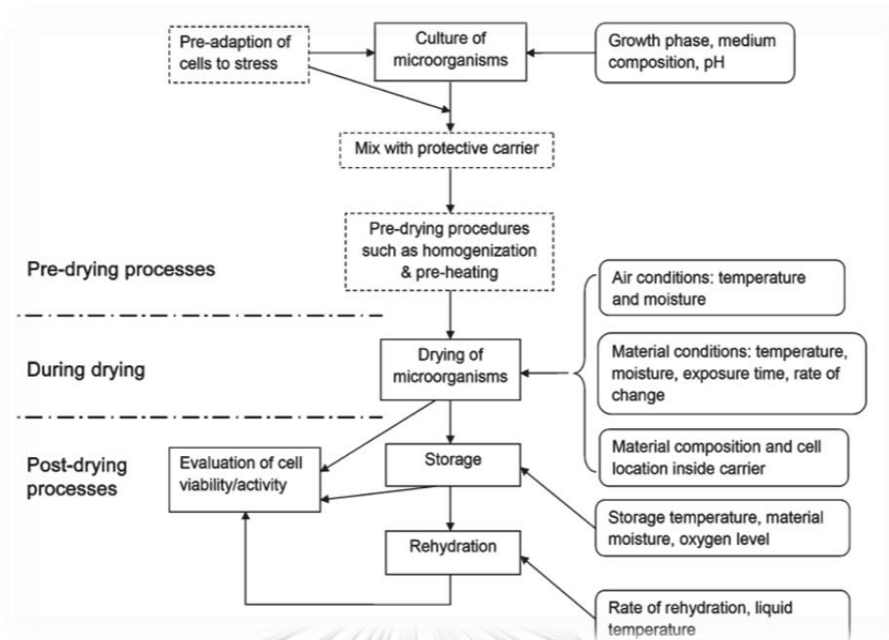 Pre-adaption of
cells to stress
Culture of
microorganisms
Growth phase, medium
composition, pH
Mix with protective carrier
Pre-drying procedures
such as homogenization
& pre-heating
Pre-drying processes
Air conditions: temperature
and moisture
During drying
Drying of
microorganisms
Material conditions: temperature,
moisture, exposure time, rate of
change
Material composition and cell
location inside carrier
Post-drying
processes
Evaluation of cell
viability/activity
Storage
Storage temperature, material
moisture, oxygen level
Rehydration
Rate of rehydration, liquid
temperature